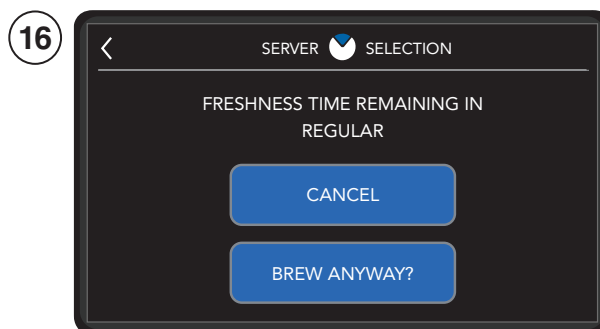 16
SERVER SELECTION
FRESHNESS TIME REMAINING IN
REGULAR
CANCEL
BREW ANYWAY?